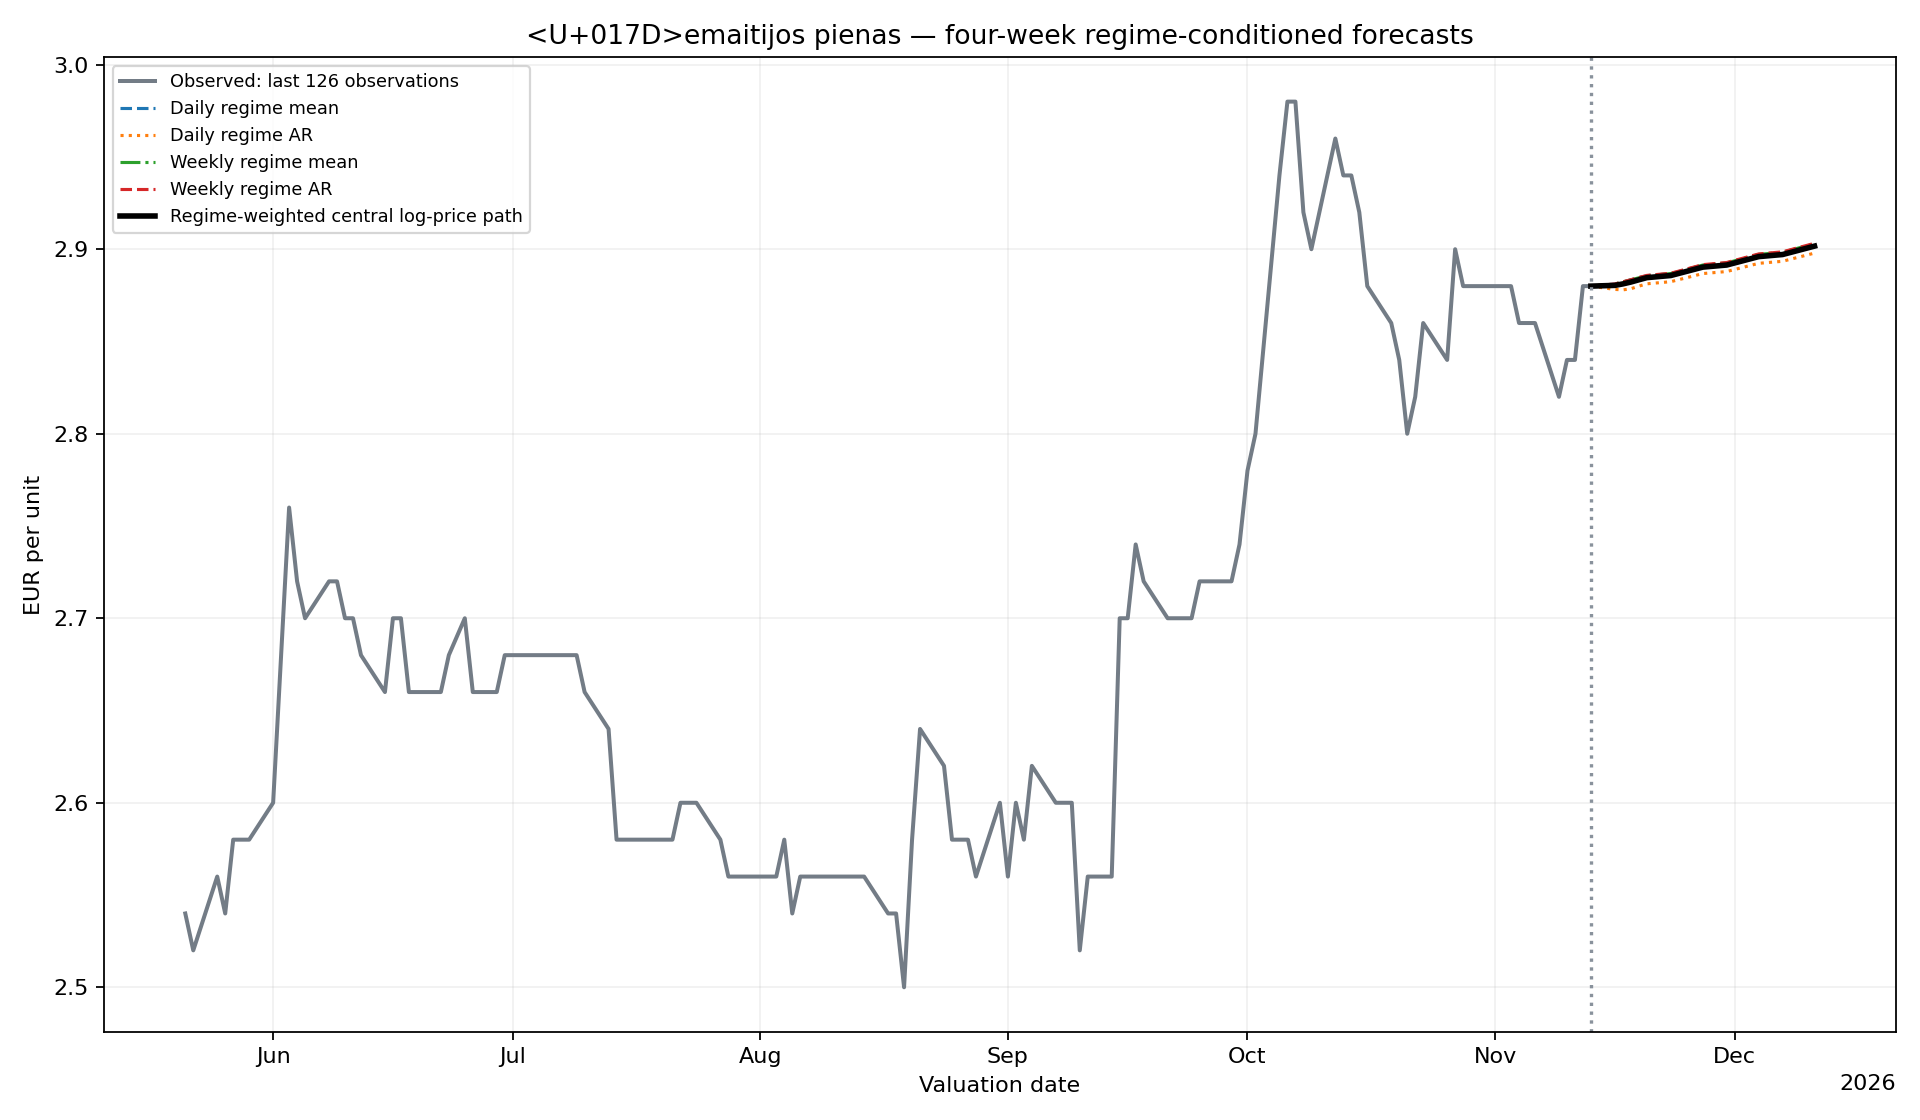 <U+017D>emaitijos pienas — four-week regime-conditioned forecasts
Observed: last 126 observations
Daily regime mean
Daily regime AR
Weekly regime mean
Weekly regime AR
Regime-weighted central log-price path
EUR per unit
3.0
2.9
2.8
2.7
2.6
2.5
Jun
Jul
Aug
Sep
Oct
Nov
Dec
Valuation date
2026